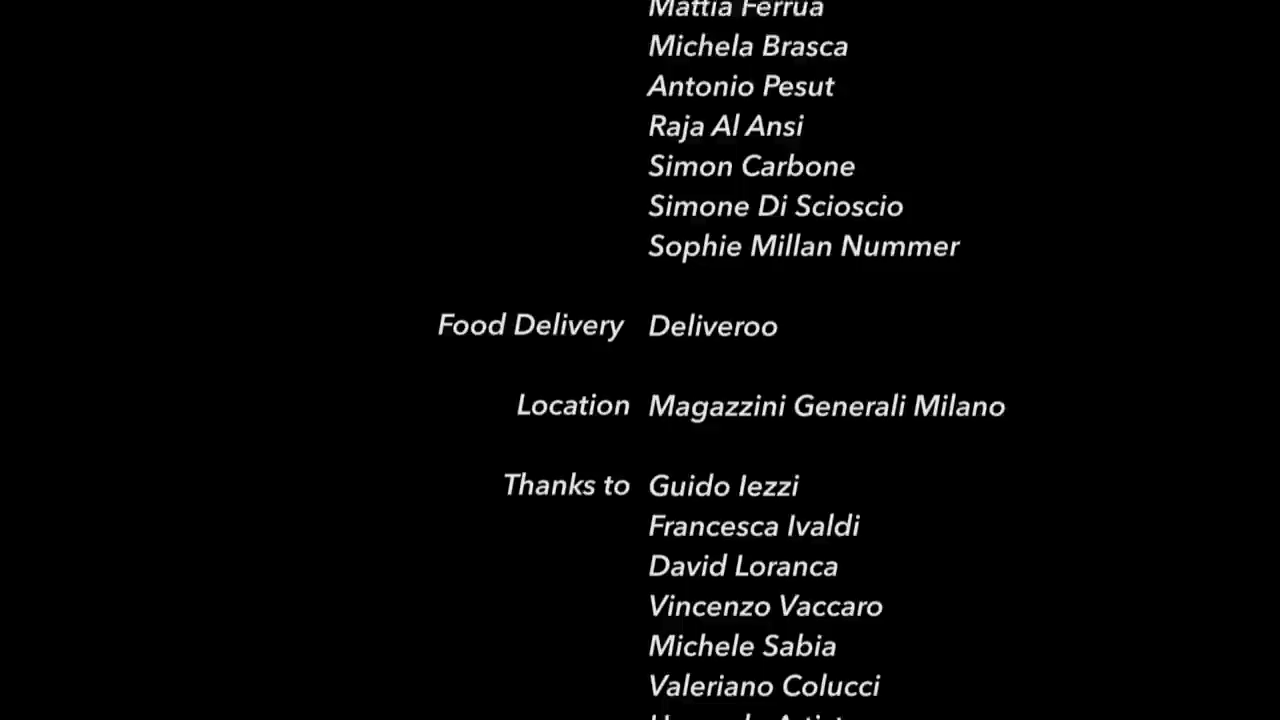 Mattia Ferrua
Michela Brasca
Antonio Pesut
Raja Al Ansi
Simon Carbone
Simone Di Scioscio
Sophie Millan Nummer
Food Delivery Deliveroo
Location Magazzini Generali Milano
Thanks to Guido Iezzi
Francesca Ivaldi
David Loranca
Vincenzo Vaccaro
Michele Sabia
Valeriano Colucci